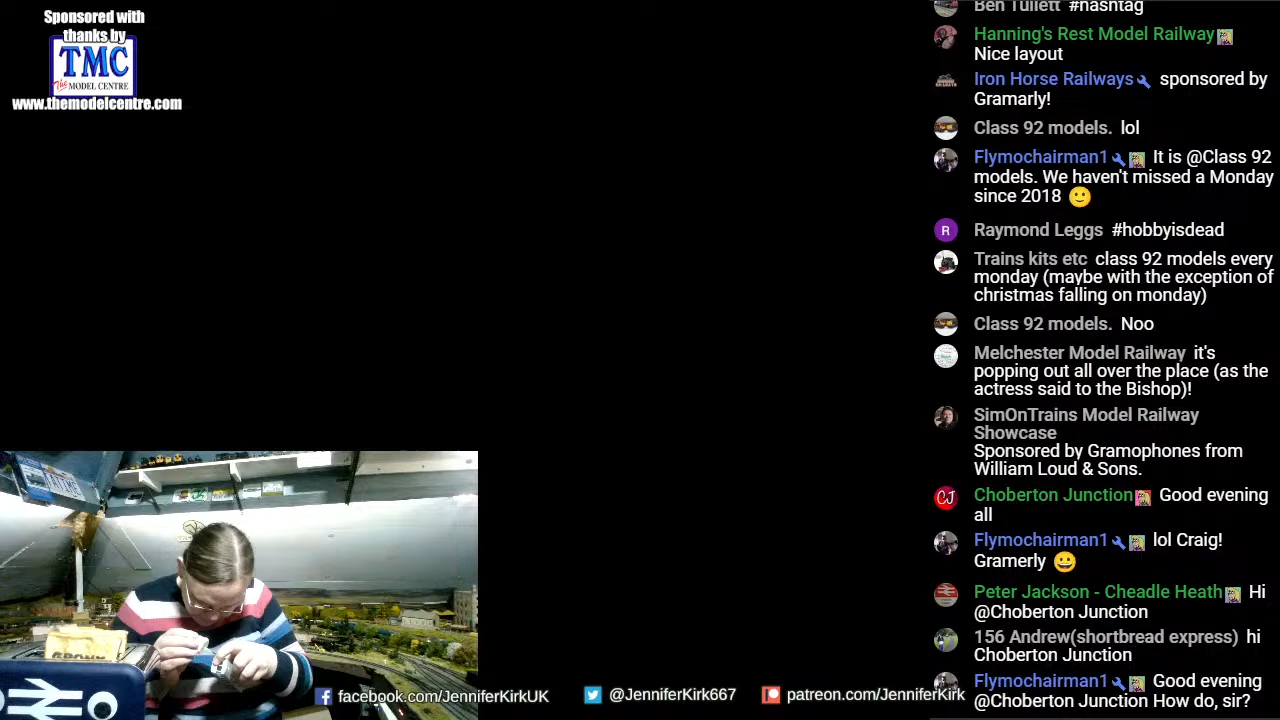 Sponsored with
thanks by
TMC
The MODEL CENTRE
www.themodelcentre.com
Ben Tullett #hashtag
Hanning's Rest Model Railway
Nice layout
Iron Horse Railways sponsored by
Gramarly!
Class 92 models. lol
Flymochairman1 It is @Class 92
models. We haven't missed a Monday
since 2018 🙂
R Raymond Leggs #hobbyisdead
Trains kits etc class 92 models every
monday (maybe with the exception of
christmas falling on monday)
Class 92 models. Noo
Melchester Model Railway it's
popping out all over the place (as the
actress said to the Bishop)!
SimOnTrains Model Railway
Showcase
Sponsored by Gramophones from
William Loud & Sons.
CJ Choberton Junction Good evening
all
Flymochairman1 lol Craig!
Gramerly 😀
Peter Jackson - Cheadle Heath Hi
@Choberton Junction
156 Andrew(shortbread express) hi
Choberton Junction
Flymochairman1 Good evening
@Choberton Junction How do, sir?
TMC
facebook.com/JenniferKirkUK
@JenniferKirk667
patreon.com/JenniferKirk